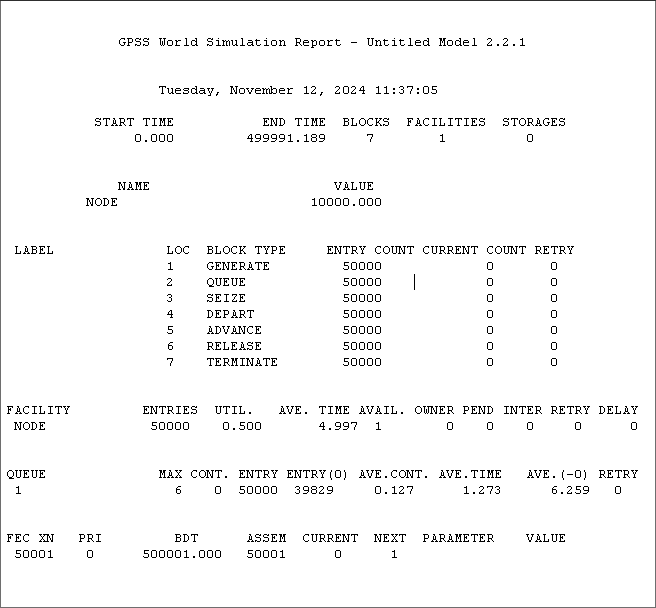 GPSS World Simulation Report - Untitled Model 2.2.1
Tuesday, November 12, 2024 11:37:05
START TIME END TIME BLOCKS FACILITIES STORAGES
0.000 499991.189 7 1 0
NAME VALUE
NODE 10000.000
LABEL LOC BLOCK TYPE ENTRY COUNT CURRENT COUNT RETRY
1 GENERATE 50000 0 0
2 QUEUE 50000 0 0
3 SEIZE 50000 0 0
4 DEPART 50000 0 0
5 ADVANCE 50000 0 0
6 RELEASE 50000 0 0
7 TERMINATE 50000 0 0
FACILITY ENTRIES UTIL. AVE. TIME AVAIL. OWNER PEND INTER RETRY DELAY
NODE 50000 0.500 4.997 1 0 0 0 0 0
QUEUE MAX CONT. ENTRY ENTRY(0) AVE.CONT. AVE.TIME AVE.(-0) RETRY
1 6 0 50000 39829 0.127 1.273 6.259 0
FEC XN PRI BDT ASSEM CURRENT NEXT PARAMETER VALUE
50001 0 500001.000 50001 0 1